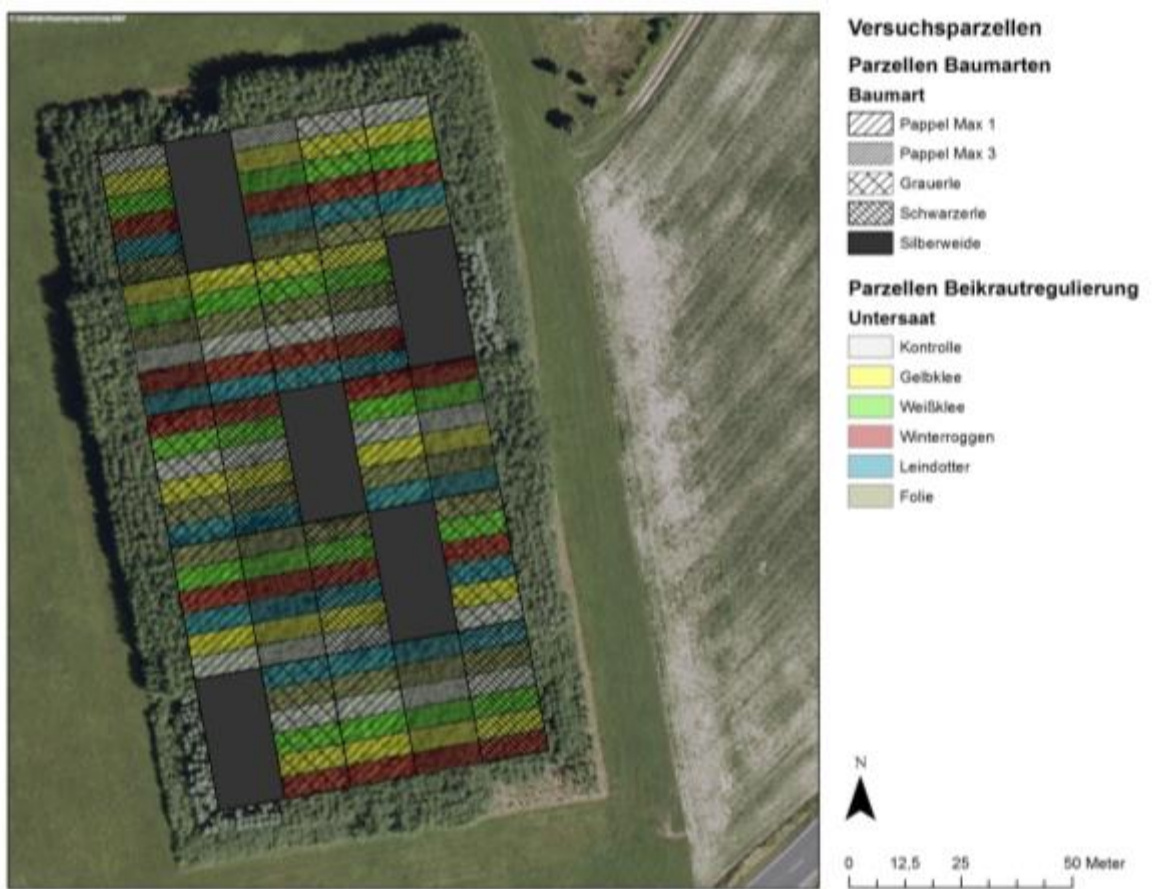 Versuchsparzellen
Parzellen Baumarten
Baumart
Pappel Max 1
Pappel Max 3
Grauerle
Schwarzerle
Silberweide
Parzellen Beikrautregulierung
Untersaat
Kontrolle
Gelbklee
Weißklee
Winterroggen
Leindotter
Folie
N
0 12,5 25 50 Meter